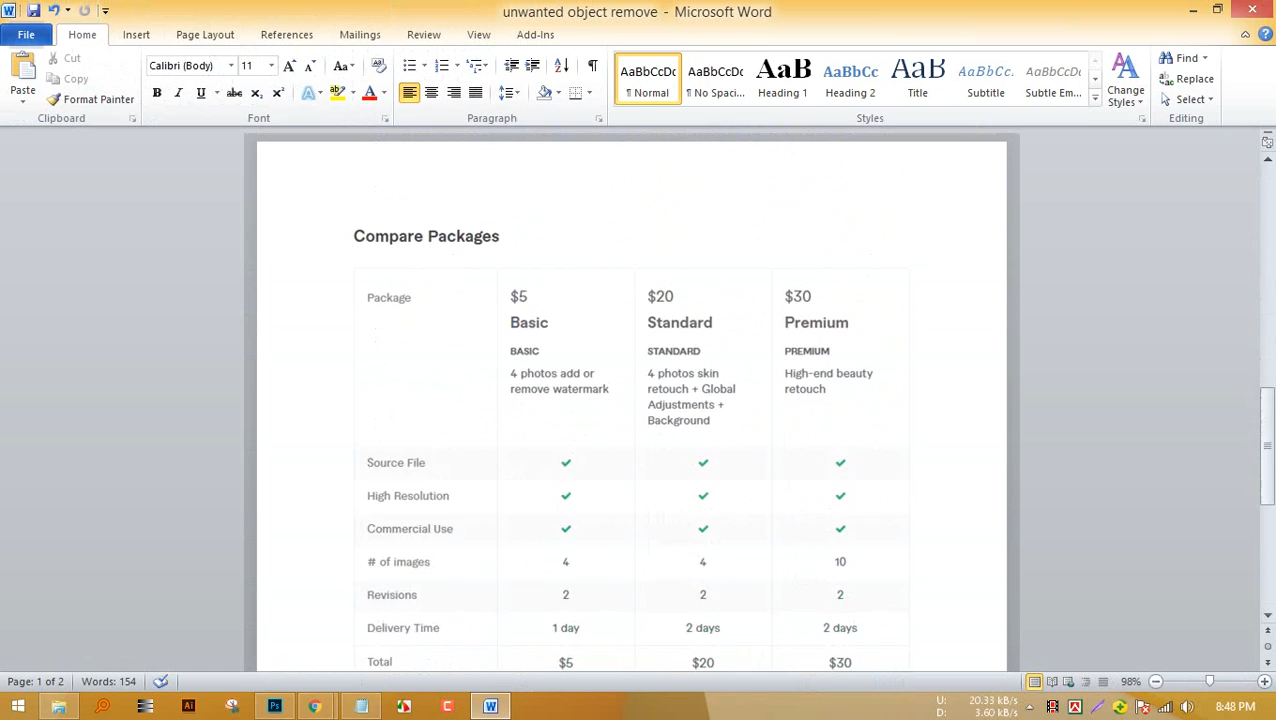 unwanted object remove - Microsoft Word
File Home Insert Page Layout References Mailings Review View Add-Ins
Cut
Copy
Format Painter
Paste
Clipboard
Calibri (Body) 11
Font
Paragraph
AaBbCcDc AaBbCcDc AaB AaBbCc AaB AaBbCc. AaBbCcDc
¶ Normal ¶ No Spaci... Heading 1 Heading 2 Title Subtitle Subtle Em...
Styles
Change
Styles
Find
Replace
Select
Editing
Compare Packages
Package $5 $20 $30
Basic Standard Premium
BASIC STANDARD PREMIUM
4 photos add or 4 photos skin High-end beauty
remove watermark retouch + Global retouch
Adjustments +
Background
Source File ✓ ✓ ✓
High Resolution ✓ ✓ ✓
Commercial Use ✓ ✓ ✓
# of images 4 4 10
Revisions 2 2 2
Delivery Time 1 day 2 days 2 days
Total $5 $20 $30
Page: 1 of 2 Words: 154 98%
U: 20.33 kB/s
D: 3.60 kB/s
8:48 PM